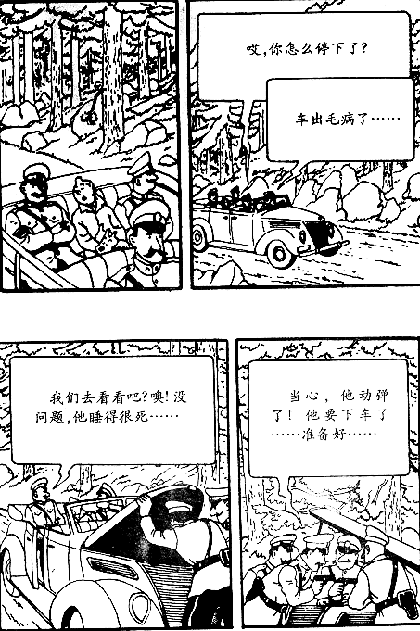 哎,你怎么停下了?
车出毛病了……
我们去看看吧?噢!没
问题,他睡得很死……
当心，他动弹
了！他要下车了
……准备好……